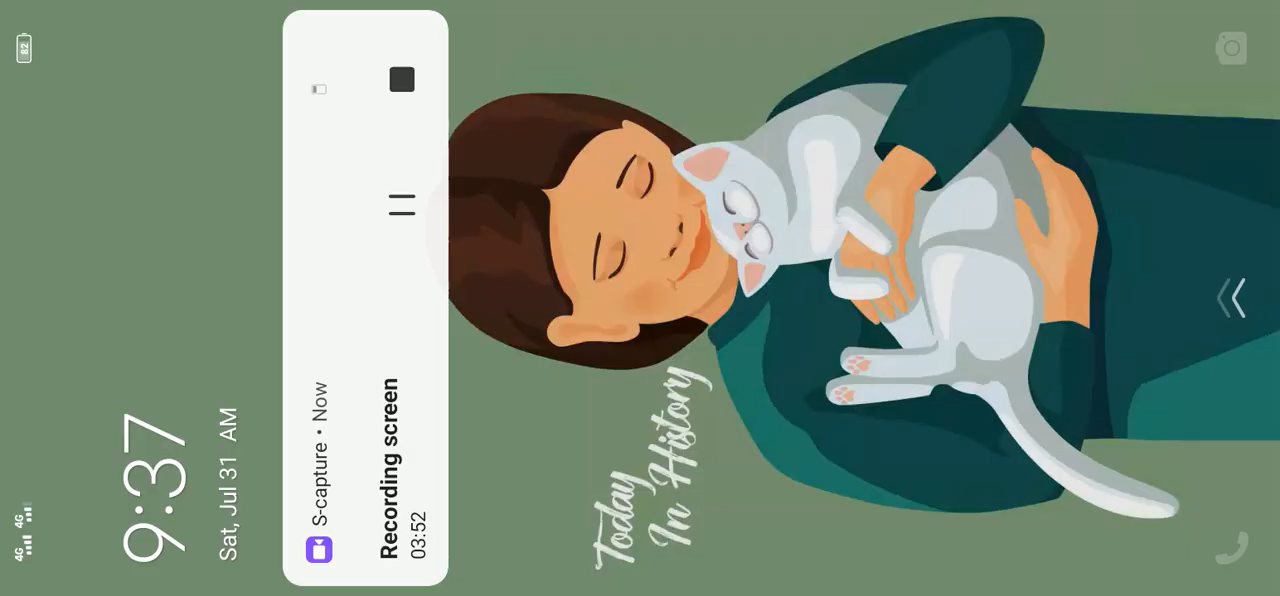 4G 4G
82
9:37
Sat, Jul 31 AM
S-capture • Now
Recording screen
03:52
Today
In History